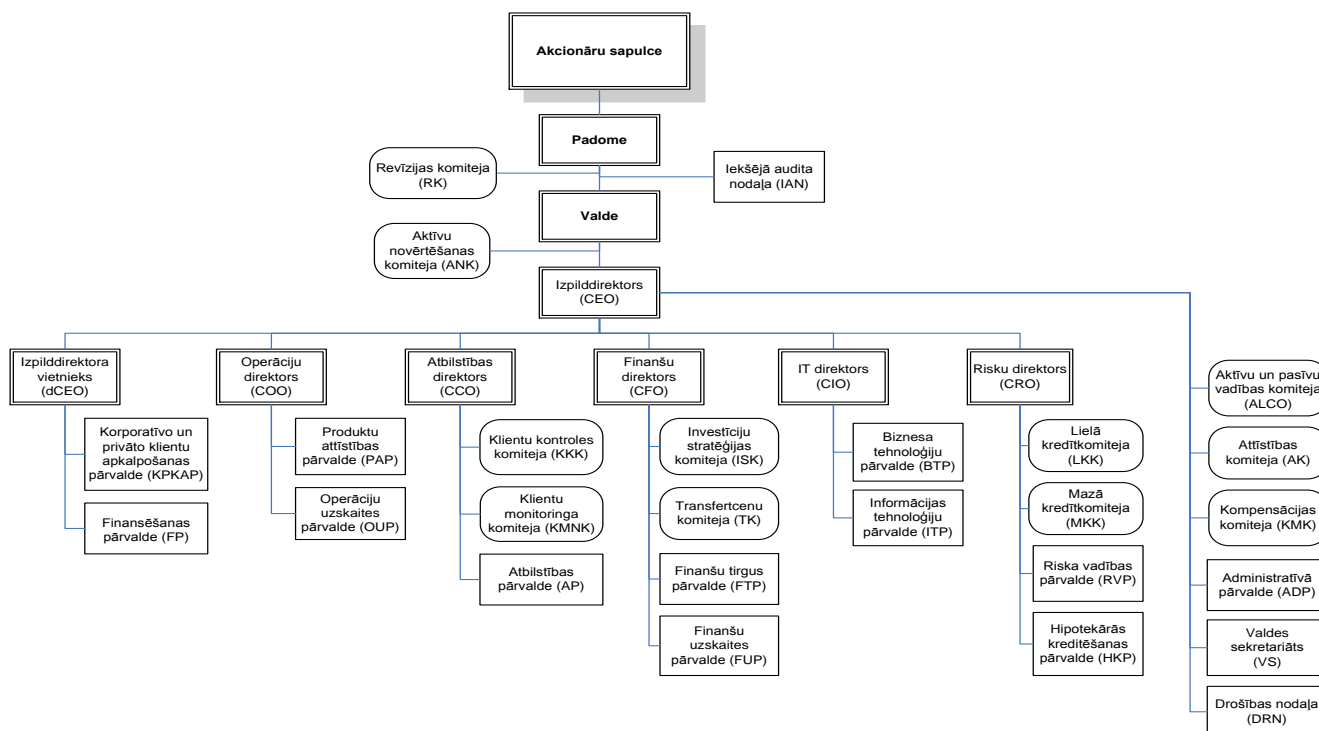 Akcionāru sapulce
Padome
Revīzijas komiteja
(RK)
Iekšējā audita
nodaļa (IAN)
Valde
Aktīvu
novērtēšanas
komiteja (ANK)
Izpilddirektors
(CEO)
Izpilddirektora
vietnieks
(dCEO)
Operāciju
direktors
(COO)
Atbilstības
direktors
(CCO)
Finanšu
direktors
(CFO)
IT direktors
(CIO)
Risku direktors
(CRO)
Korporatīvo un
privāto klientu
apkalpošanas
pārvalde (KPKAP)
Finansēšanas
pārvalde (FP)
Produktu
attīstības
pārvalde (PAP)
Operāciju
uzskaites
pārvalde (OUP)
Klientu kontroles
komiteja (KKK)
Klientu
monitoringa
komiteja (KMNK)
Atbilstības
pārvalde (AP)
Investīciju
stratēģijas
komiteja (ISK)
Transfertcenu
komiteja (TK)
Finanšu tirgus
pārvalde (FTP)
Finanšu
uzskaites
pārvalde (FUP)
Biznesa
tehnoloģiju
pārvalde (BTP)
Informācijas
tehnoloģiju
pārvalde (ITP)
Lielā
kredītkomiteja
(LKK)
Mazā
kredītkomiteja
(MKK)
Riska vadības
pārvalde (RVP)
Hipotekārās
kreditēšanas
pārvalde (HKP)
Aktīvu un pasīvu
vadības komiteja
(ALCO)
Attīstības
komiteja (AK)
Kompensācijas
komiteja (KMK)
Administratīvā
pārvalde (ADP)
Valdes
sekretariāts
(VS)
Drošības nodaļa
(DRN)